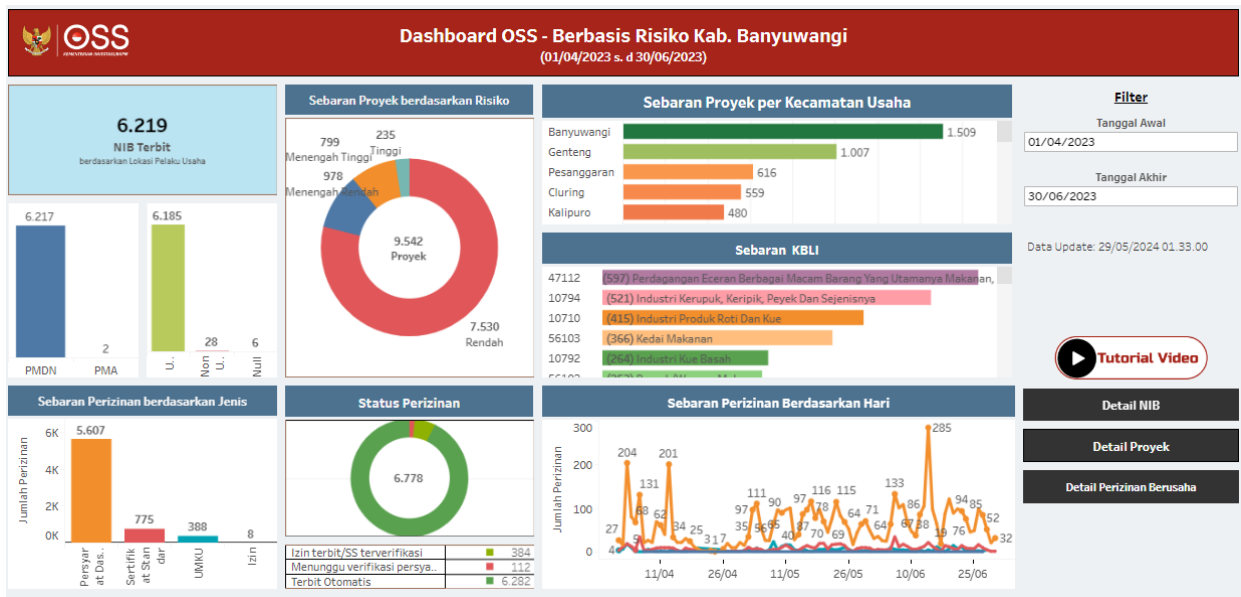 OSS
Dashboard OSS - Berbasis Risiko Kab. Banyuwangi
(01/04/2023 s. d 30/06/2023)
6.219
NIB Terbit
berdasarkan Lokasi Pelaku Usaha
6.217
2
PMDN
PMA
6.185
28
6
U..
Non U..
Null
Sebaran Proyek berdasarkan Risiko
235
Tinggi
799
Menengah Tinggi
978
Menengah Rendah
9.542
Proyek
7.530
Rendah
Sebaran Proyek per Kecamatan Usaha
Banyuwangi 1.509
Genteng 1.007
Pesanggaran 616
Cluring 559
Kalipuro 480
Sebaran KBLI
47112 (597) Perdagangan Eceran Berbagai Macam Barang Yang Utamanya Makanan,
10794 (521) Industri Kerupuk, Keripik, Peyek Dan Sejenisnya
10710 (415) Industri Produk Roti Dan Kue
56103 (366) Kedai Makanan
10792 (264) Industri Kue Basah
Filter
Tanggal Awal
01/04/2023
Tanggal Akhir
30/06/2023
Data Update: 29/05/2024 01.33.00
Tutorial Video
Detail NIB
Detail Proyek
Detail Perizinan Berusaha
Sebaran Perizinan berdasarkan Jenis
Jumlah Perizinan
6K
4K
2K
0K
5.607
775
388
8
Persyar
at Das..
Sertifik
at Stan
dar
UMKU
Izin
Status Perizinan
6.778
Izin terbit/SS terverifikasi 384
Menunggu verifikasi persya.. 112
Terbit Otomatis 6.282
Sebaran Perizinan Berdasarkan Hari
Jumlah Perizinan
300
200
100
0
27
4
204
131
68
5
62
201
34
25
31
7
35
97
111
56
65
90
40
97
87
116
78
70
115
69
64
71
64
133
67
86
38
285
19
94
76
85
52
32
11/04
26/04
11/05
26/05
10/06
25/06